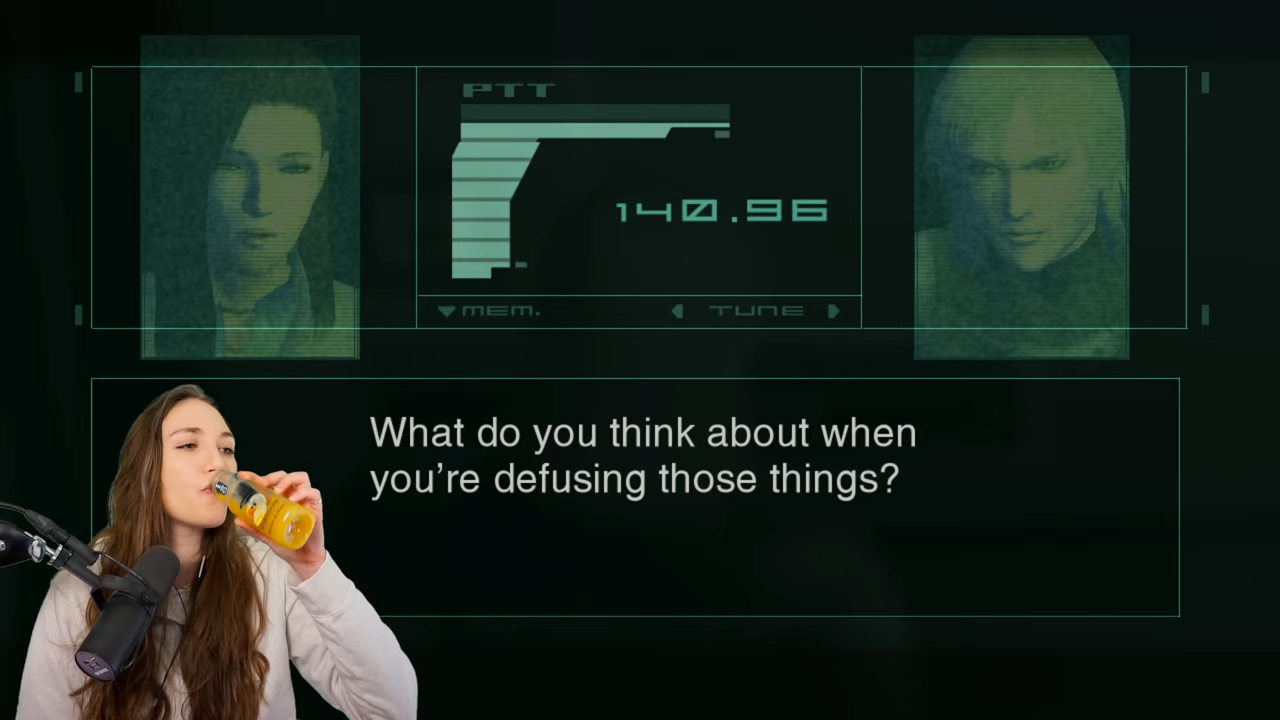 PTT
140.96
MEM.
TUNE
What do you think about when
you’re defusing those things?